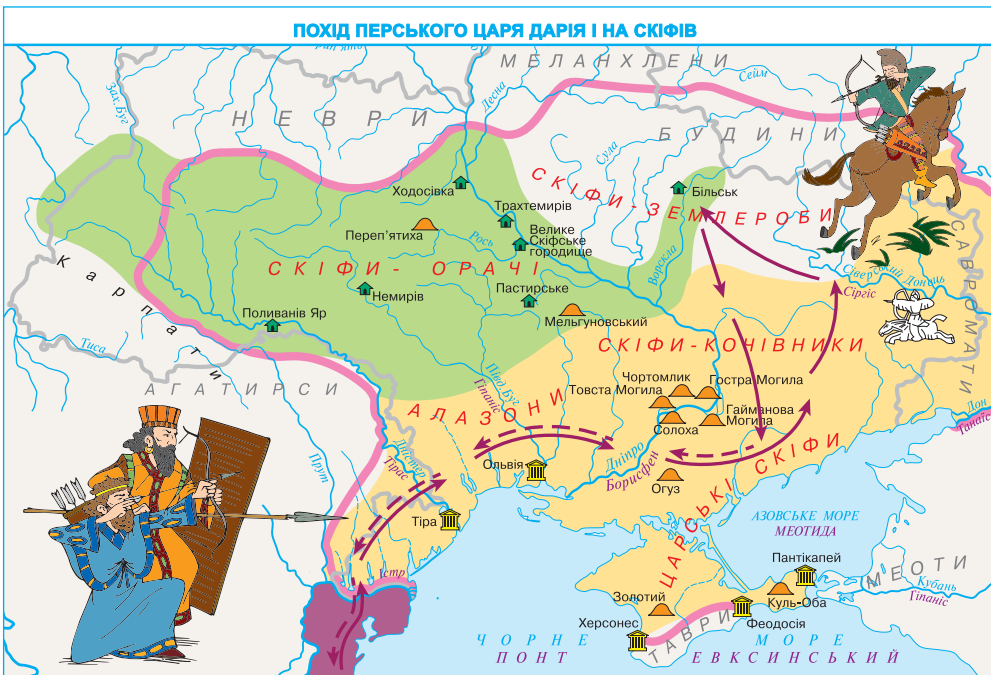 ПОХІД ПЕРСЬКОГО ЦАРЯ ДАРІЯ І НА СКІФІВ
МЕЛАНХЛЕНИ
Сейм
Зах. Буг
Десна
НЕВРИ
БУДИНИ
Сула
СКІФИ-ЗЕМЛЕРОБИ
Ходосівка
Більськ
Трахтемирів
Переп’ятиха
Рось
Велике
Скіфське
городище
САВРОМАТИ
Карпати
СКІФИ- ОРАЧІ
Ворскла
Сіверський Донець
Сіргіс
Немирів
Пастирське
Поливанів Яр
Мельгуновський
Тиса
СКІФИ-КОЧІВНИКИ
АГАТИРСИ
Півд. Буг
Гіпаніс
Чортомлик
Гостра Могила
Товста Могила
АЛАЗОНИ
Гайманова
Могила
Солоха
Дон
Танаїс
Прут
Дністер
Тірас
Ольвія
Дніпро
Борисфен
Огуз
ЦАРСЬКІ СКІФИ
Тіра
АЗОВСЬКЕ МОРЕ
МЕОТИДА
Істр
Пантікапей
МЕОТИ
Кубань
Гіпаніс
Золотий
Куль-Оба
Херсонес
Феодосія
ТАВРИ
ЧОРНЕ МОРЕ
ПОНТ ЕВКСИНСЬКИЙ